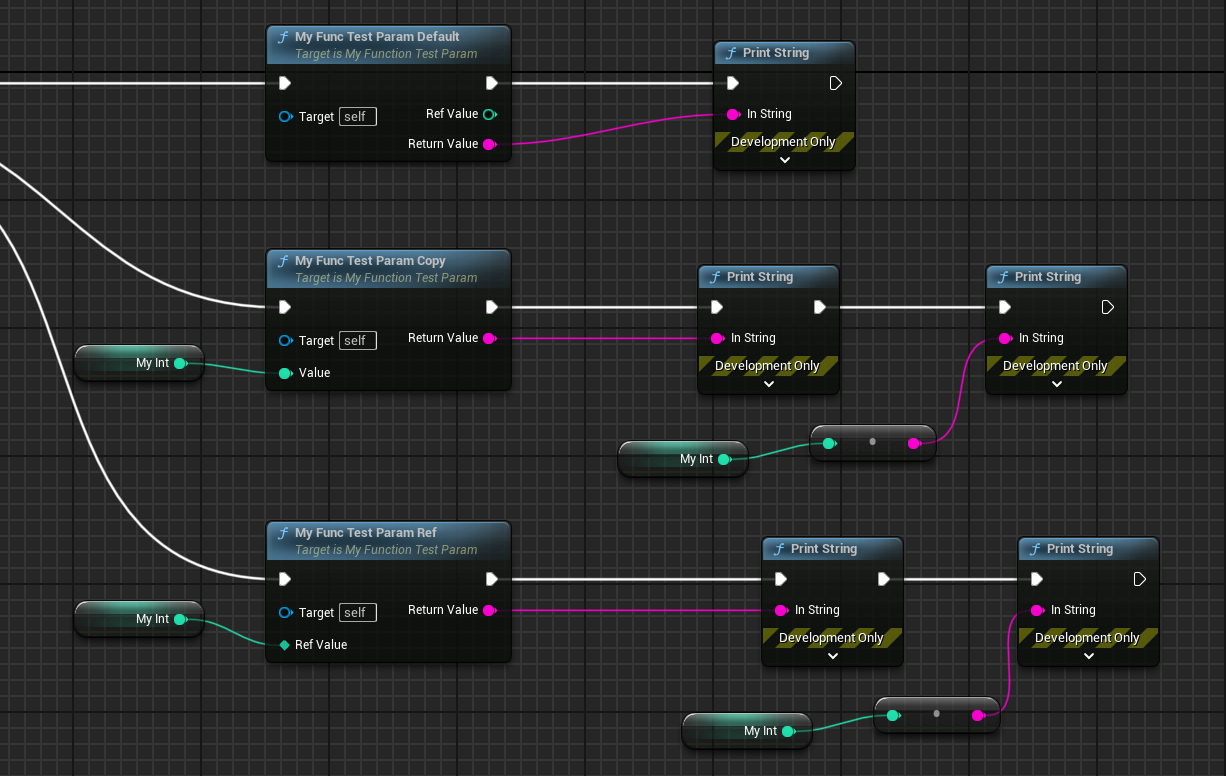 My Func Test Param Default
Target is My Function Test Param
Target self
Ref Value
Return Value
Print String
In String
Development Only
My Func Test Param Copy
Target is My Function Test Param
Target self
Return Value
Value
My Int
Print String
In String
Development Only
My Int
Print String
In String
Development Only
My Func Test Param Ref
Target is My Function Test Param
Target self
Return Value
Ref Value
My Int
Print String
In String
Development Only
My Int
Print String
In String
Development Only